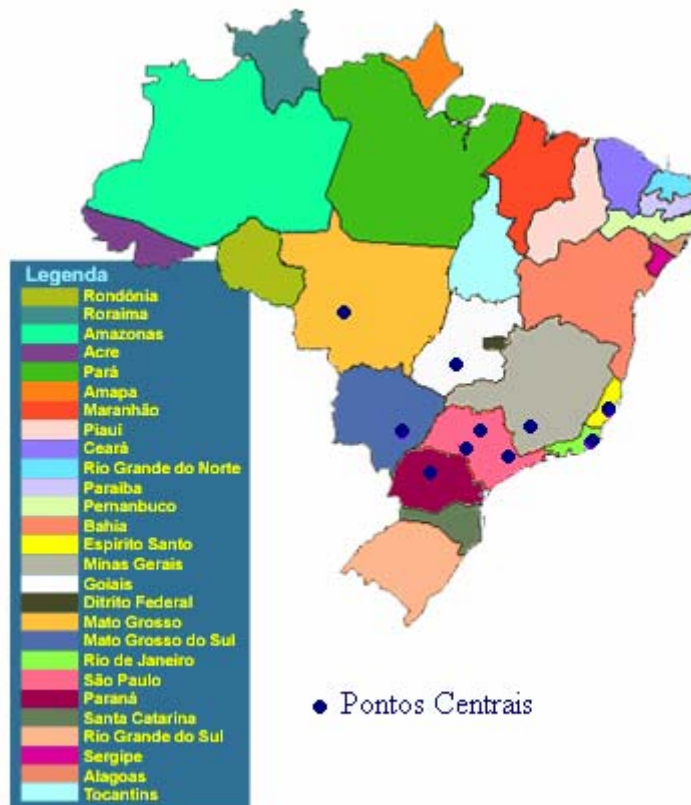 Legenda
Rondônia
Roraima
Amazonas
Acre
Pará
Amapa
Maranhão
Piauí
Ceará
Rio Grande do Norte
Paraiba
Pernanbuco
Bahia
Espirito Santo
Minas Gerais
Goiais
Ditrito Federal
Mato Grosso
Mato Grosso do Sul
Rio de Janeiro
São Paulo
Paraná
Santa Catarina
Rio Grande do Sul
Sergipe
Alagoas
Tocantins
Pontos Centrais